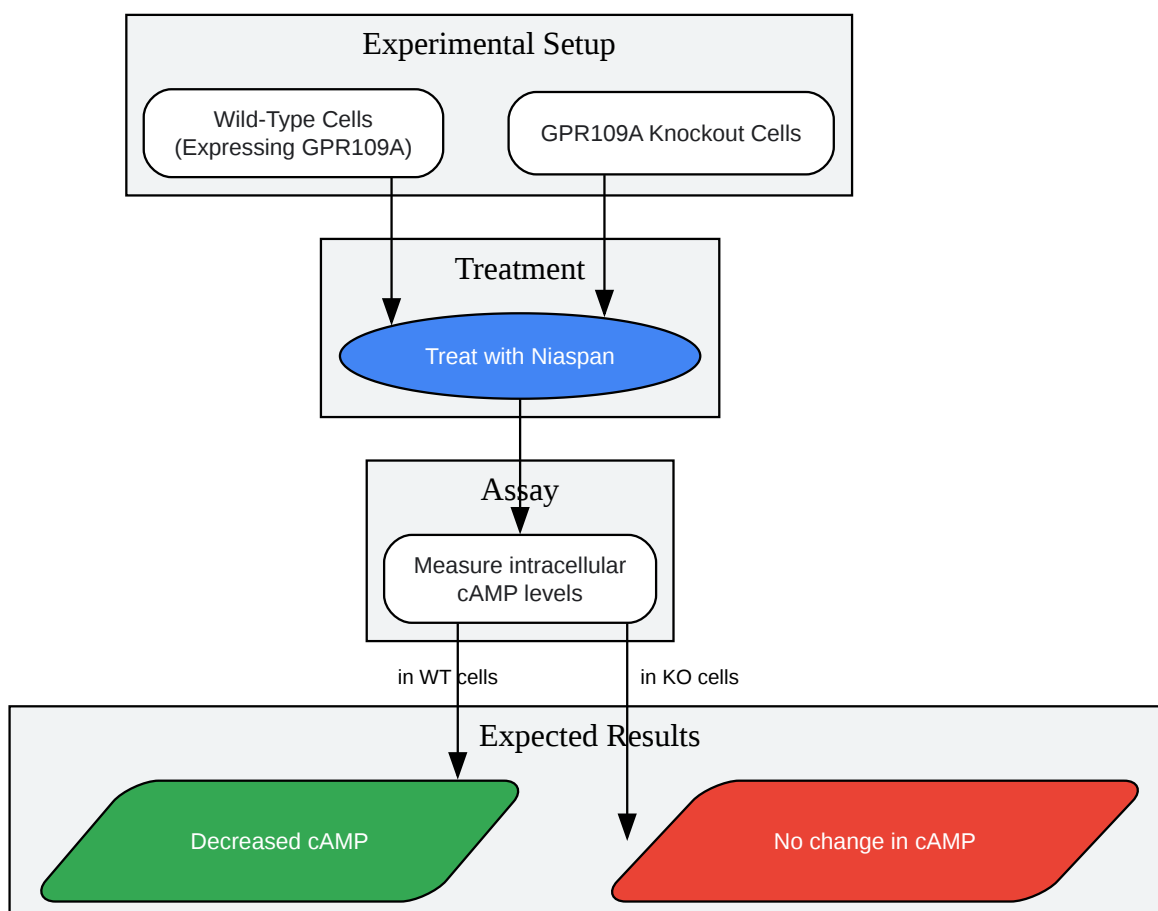 Experimental Setup
Wild-Type Cells
(Expressing GPR109A)
GPR109A Knockout Cells
Treatment
Treat with Niaspan
Assay
Measure intracellular
cAMP levels
in WT cells
in KO cells
Expected Results
Decreased cAMP
No change in cAMP